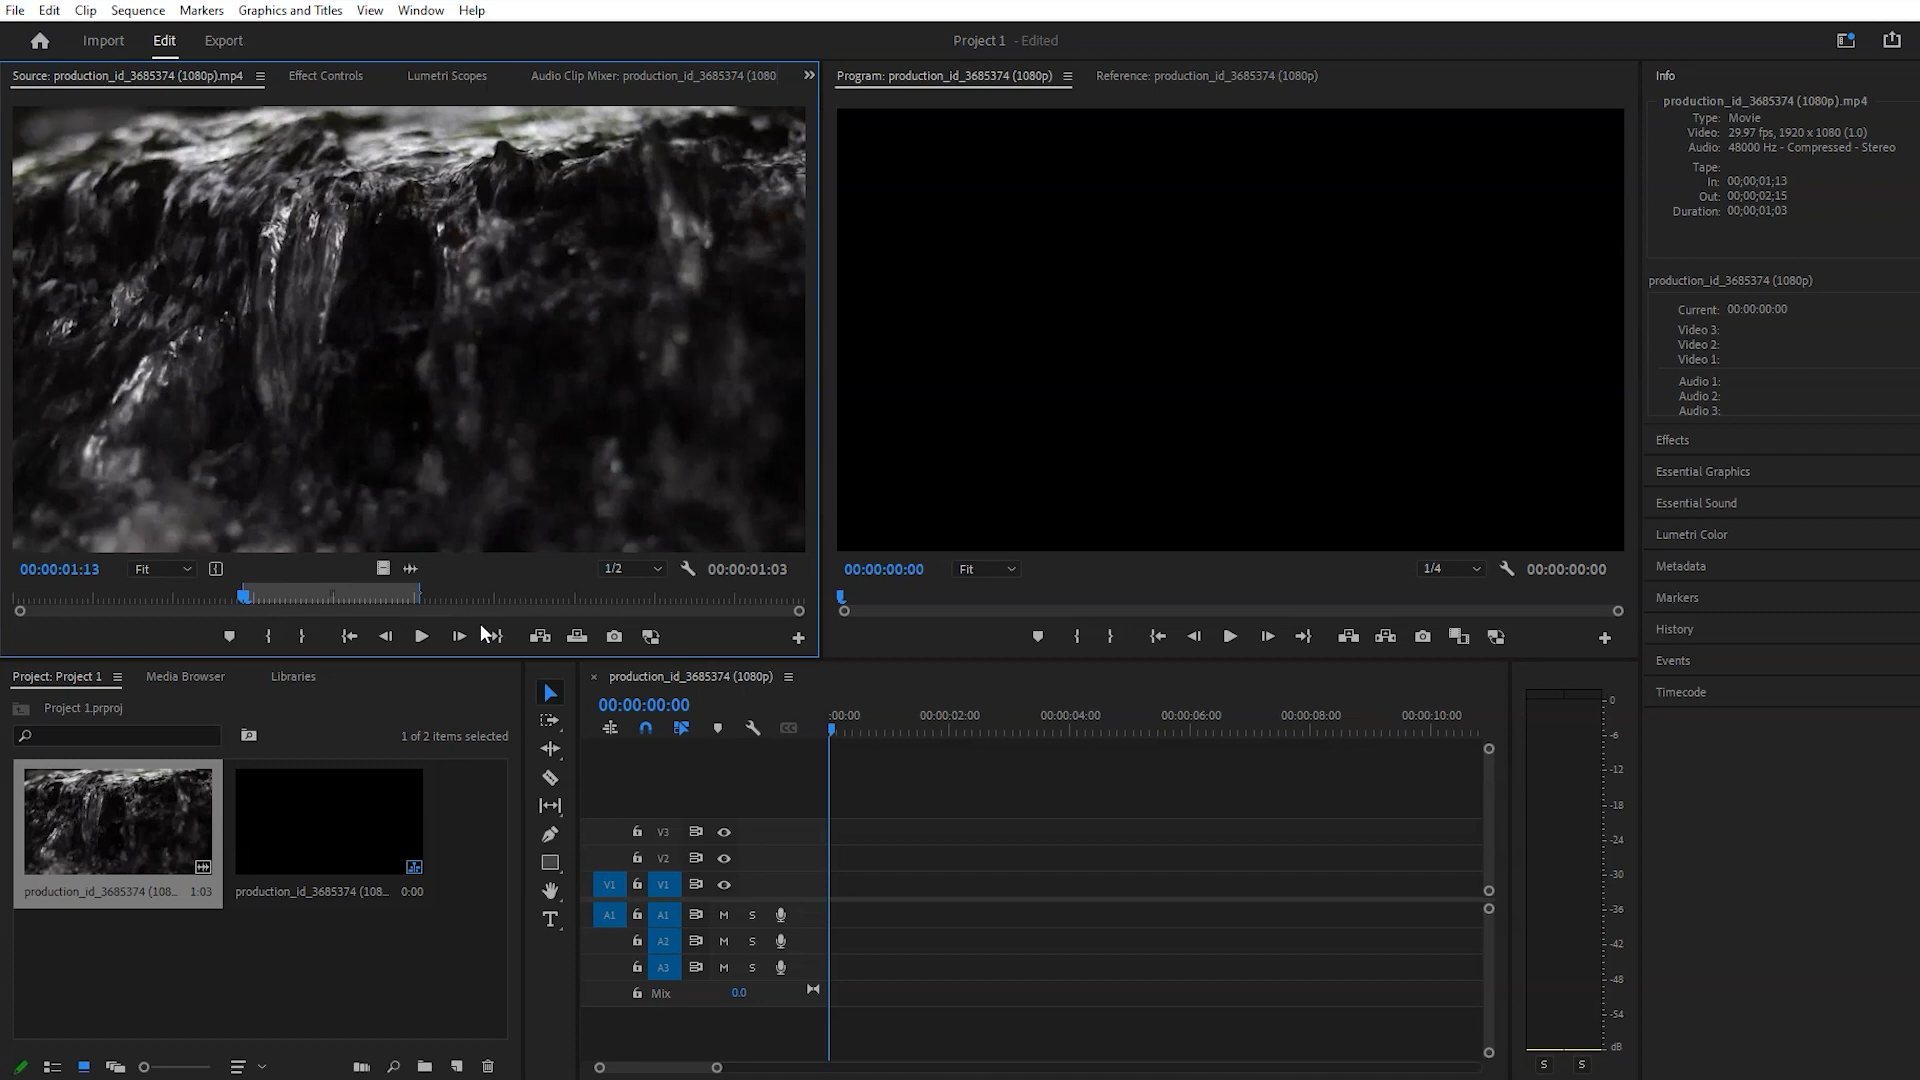 File Edit Clip Sequence Markers Graphics and Titles View Window Help
Import Edit Export
Project 1 - Edited
Source: production_id_3685374 (1080p).mp4
Effect Controls
Lumetri Scopes
Audio Clip Mixer: production_id_3685374 (1080
Program: production_id_3685374 (1080p)
Reference: production_id_3685374 (1080p)
00:00:01:13
Fit
1/2
00:00:01:03
00:00:00:00
Fit
1/4
00:00:00:00
Info
production_id_3685374 (1080p).mp4
Type: Movie
Video: 29.97 fps, 1920 x 1080 (1.0)
Audio: 48000 Hz - Compressed - Stereo
Tape:
In: 00;00;01;13
Out: 00;00;02;15
Duration: 00;00;01;03
production_id_3685374 (1080p)
Current: 00:00:00:00
Video 3:
Video 2:
Video 1:
Audio 1:
Audio 2:
Audio 3:
Effects
Essential Graphics
Essential Sound
Lumetri Color
Metadata
Markers
History
Events
Timecode
Project: Project 1
Media Browser
Libraries
Project 1.prproj
1 of 2 items selected
production_id_3685374 (108... 1:03
production_id_3685374 (108... 0:00
× production_id_3685374 (1080p)
00:00:00:00
CC
:00:00 00:00:02:00 00:00:04:00 00:00:06:00 00:00:08:00 00:00:10:00
V3
V2
V1 V1
A1 A1 M S
A2 M S
A3 M S
Mix 0.0
0
-6
-12
-18
-24
-30
-36
-42
-48
-54
dB
S S